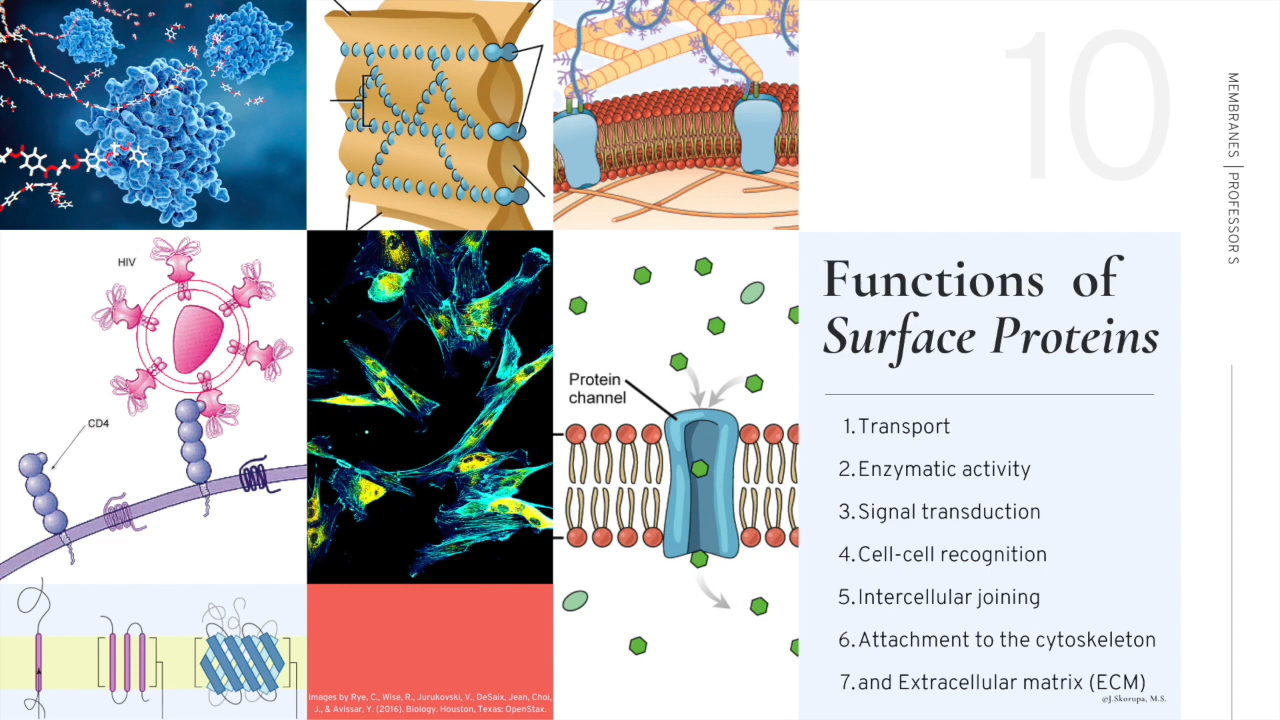 10
MEMBRANES | PROFESSORS
HIV
CD4
Protein
channel
Functions of
Surface Proteins
1. Transport
2. Enzymatic activity
3. Signal transduction
4. Cell-cell recognition
5. Intercellular joining
6. Attachment to the cytoskeleton
7. and Extracellular matrix (ECM)
@J.Skorupa, M.S.
Images by Rye, C., Wise, R., Jurukovski, V., DeSaix, Jean, Choi,
J., & Avissar, Y. (2016). Biology. Houston, Texas: OpenStax.